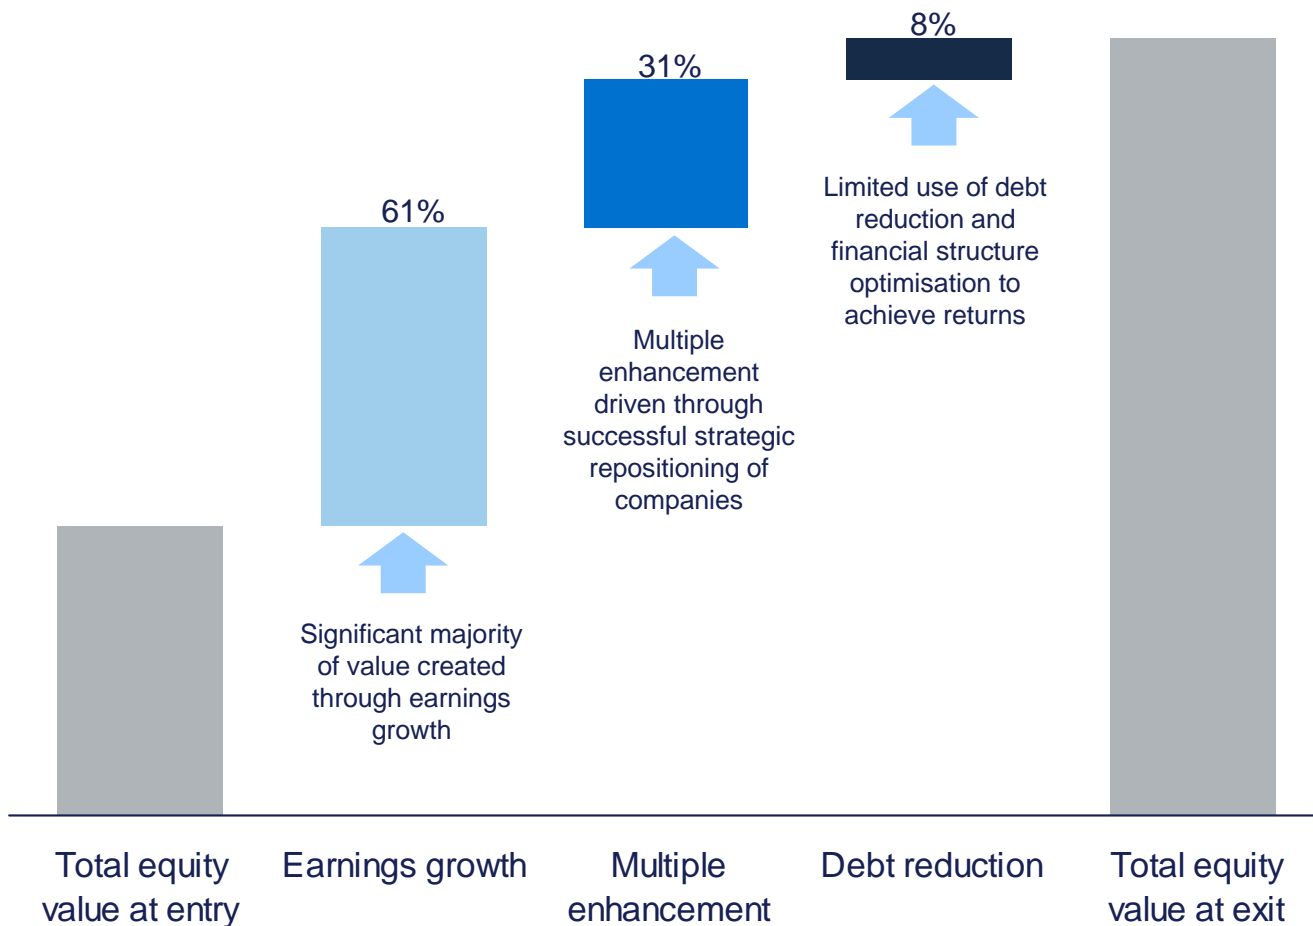 8%
31%
61%
Limited use of debt
reduction and
financial structure
optimisation to
achieve returns
Multiple
enhancement
driven through
successful strategic
repositioning of
companies
Significant majority
of value created
through earnings
growth
Total equity
value at entry
Earnings growth
Multiple
enhancement
Debt reduction
Total equity
value at exit